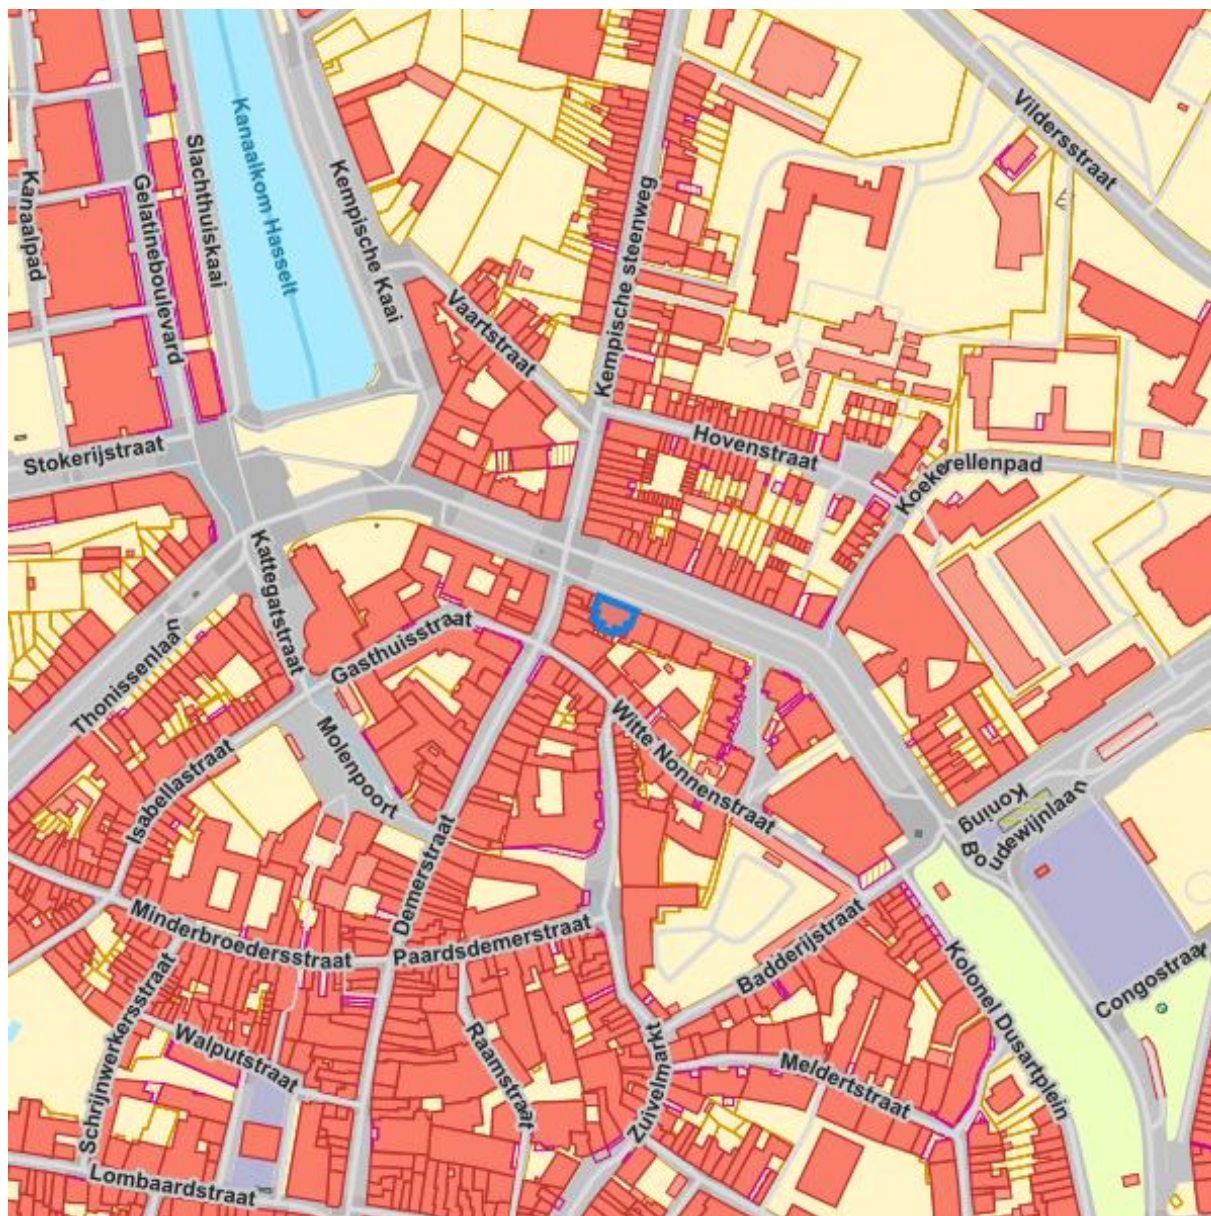 Vildersstraat
Kanaalkom Hasselt
Slachthuiskaai
Kempische Kaai
Kanaalpad
Gelatineboulevard
Kempische steenweg
Vaartstraat
Hovenstraat
Stokerijstraat
Koekerellenpad
Kattegatstraat
Gasthuisstraat
Thonissenlaan
Witte Nonnenstraat
Molenpoort
Isabellastraat
Koning
Boudewijnlaan
Demerstraat
Minderbroedersstraat
Paardsdemerstraat
Badderijstraat
Kolonel Dusartplein
Congostraat
Schrijnwerkersstraat
Walputstraat
Raamstraat
Zuivelmarkt
Meldertstraat
Lombaardstraat